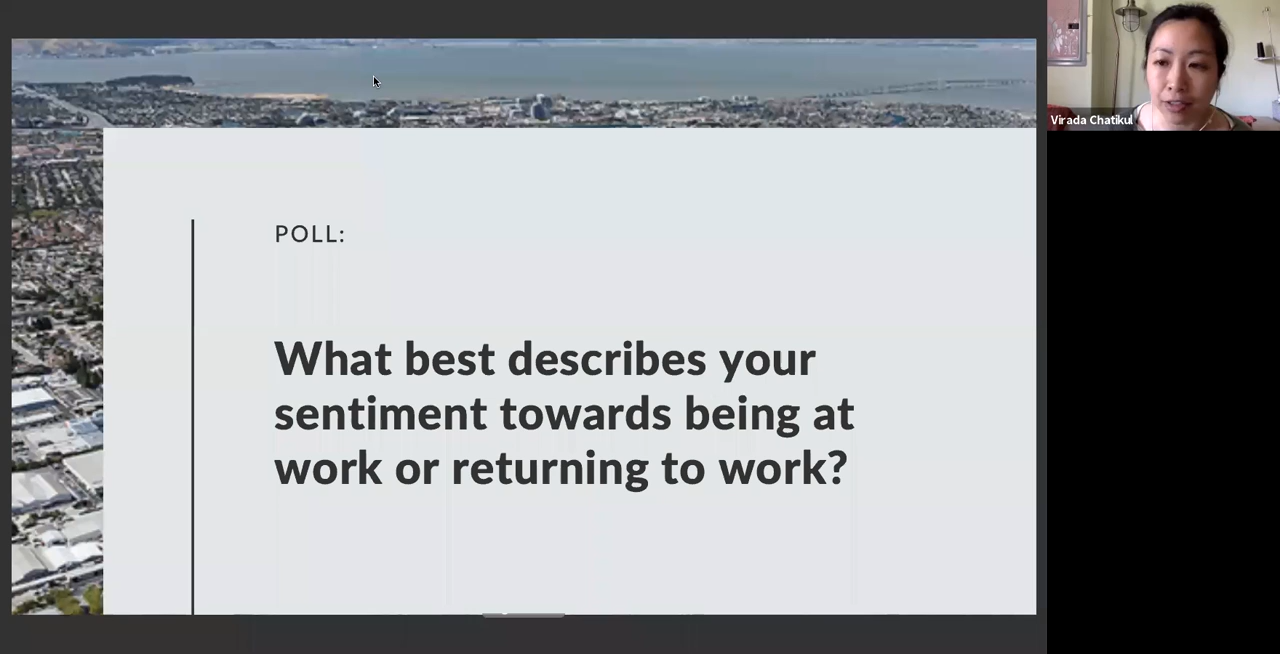 Virada Chatikul
POLL:
What best describes your
sentiment towards being at
work or returning to work?